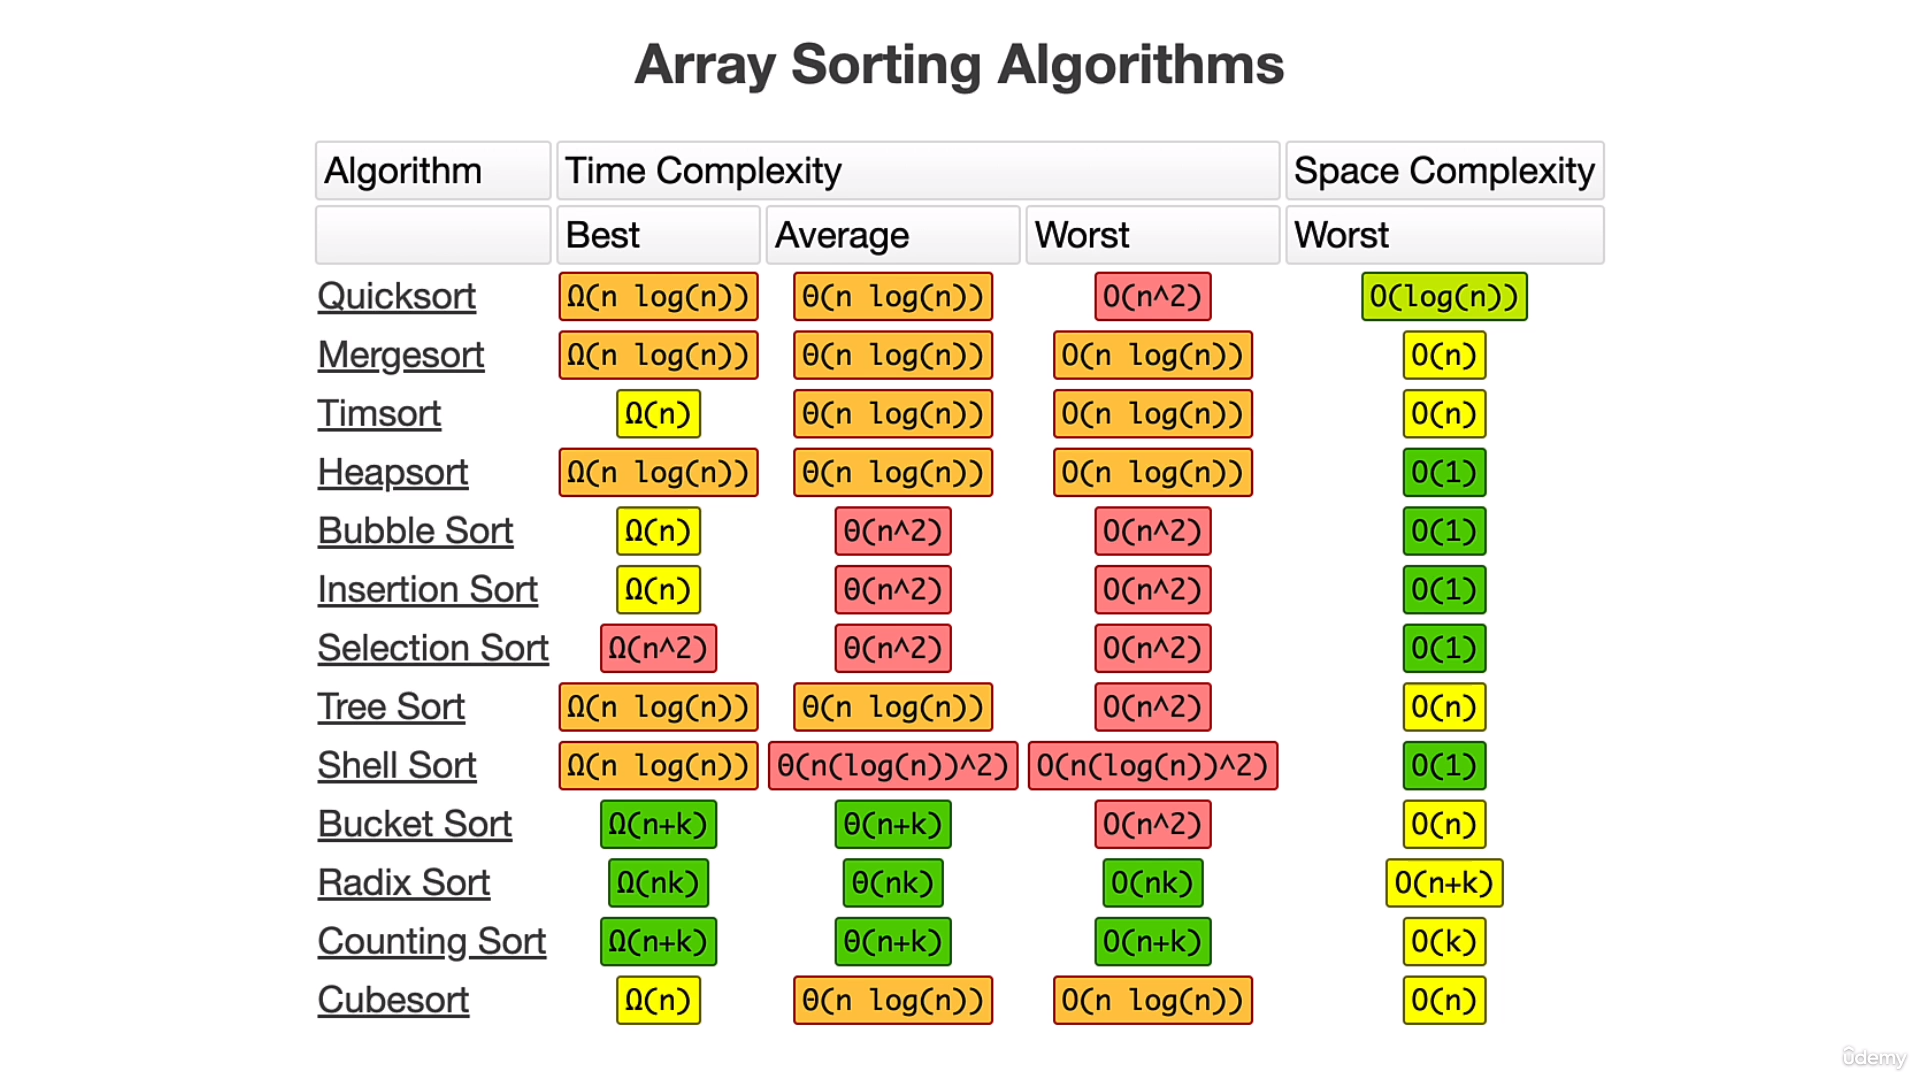 Array Sorting Algorithms
Algorithm Time Complexity Space Complexity
Best Average Worst Worst
Quicksort Ω(n log(n)) Θ(n log(n)) O(n^2) O(log(n))
Mergesort Ω(n log(n)) Θ(n log(n)) O(n log(n)) O(n)
Timsort Ω(n) Θ(n log(n)) O(n log(n)) O(n)
Heapsort Ω(n log(n)) Θ(n log(n)) O(n log(n)) O(1)
Bubble Sort Ω(n) Θ(n^2) O(n^2) O(1)
Insertion Sort Ω(n) Θ(n^2) O(n^2) O(1)
Selection Sort Ω(n^2) Θ(n^2) O(n^2) O(1)
Tree Sort Ω(n log(n)) Θ(n log(n)) O(n^2) O(n)
Shell Sort Ω(n log(n)) Θ(n(log(n))^2) O(n(log(n))^2) O(1)
Bucket Sort Ω(n+k) Θ(n+k) O(n^2) O(n)
Radix Sort Ω(nk) Θ(nk) O(nk) O(n+k)
Counting Sort Ω(n+k) Θ(n+k) O(n+k) O(k)
Cubesort Ω(n) Θ(n log(n)) O(n log(n)) O(n)
ûdemy